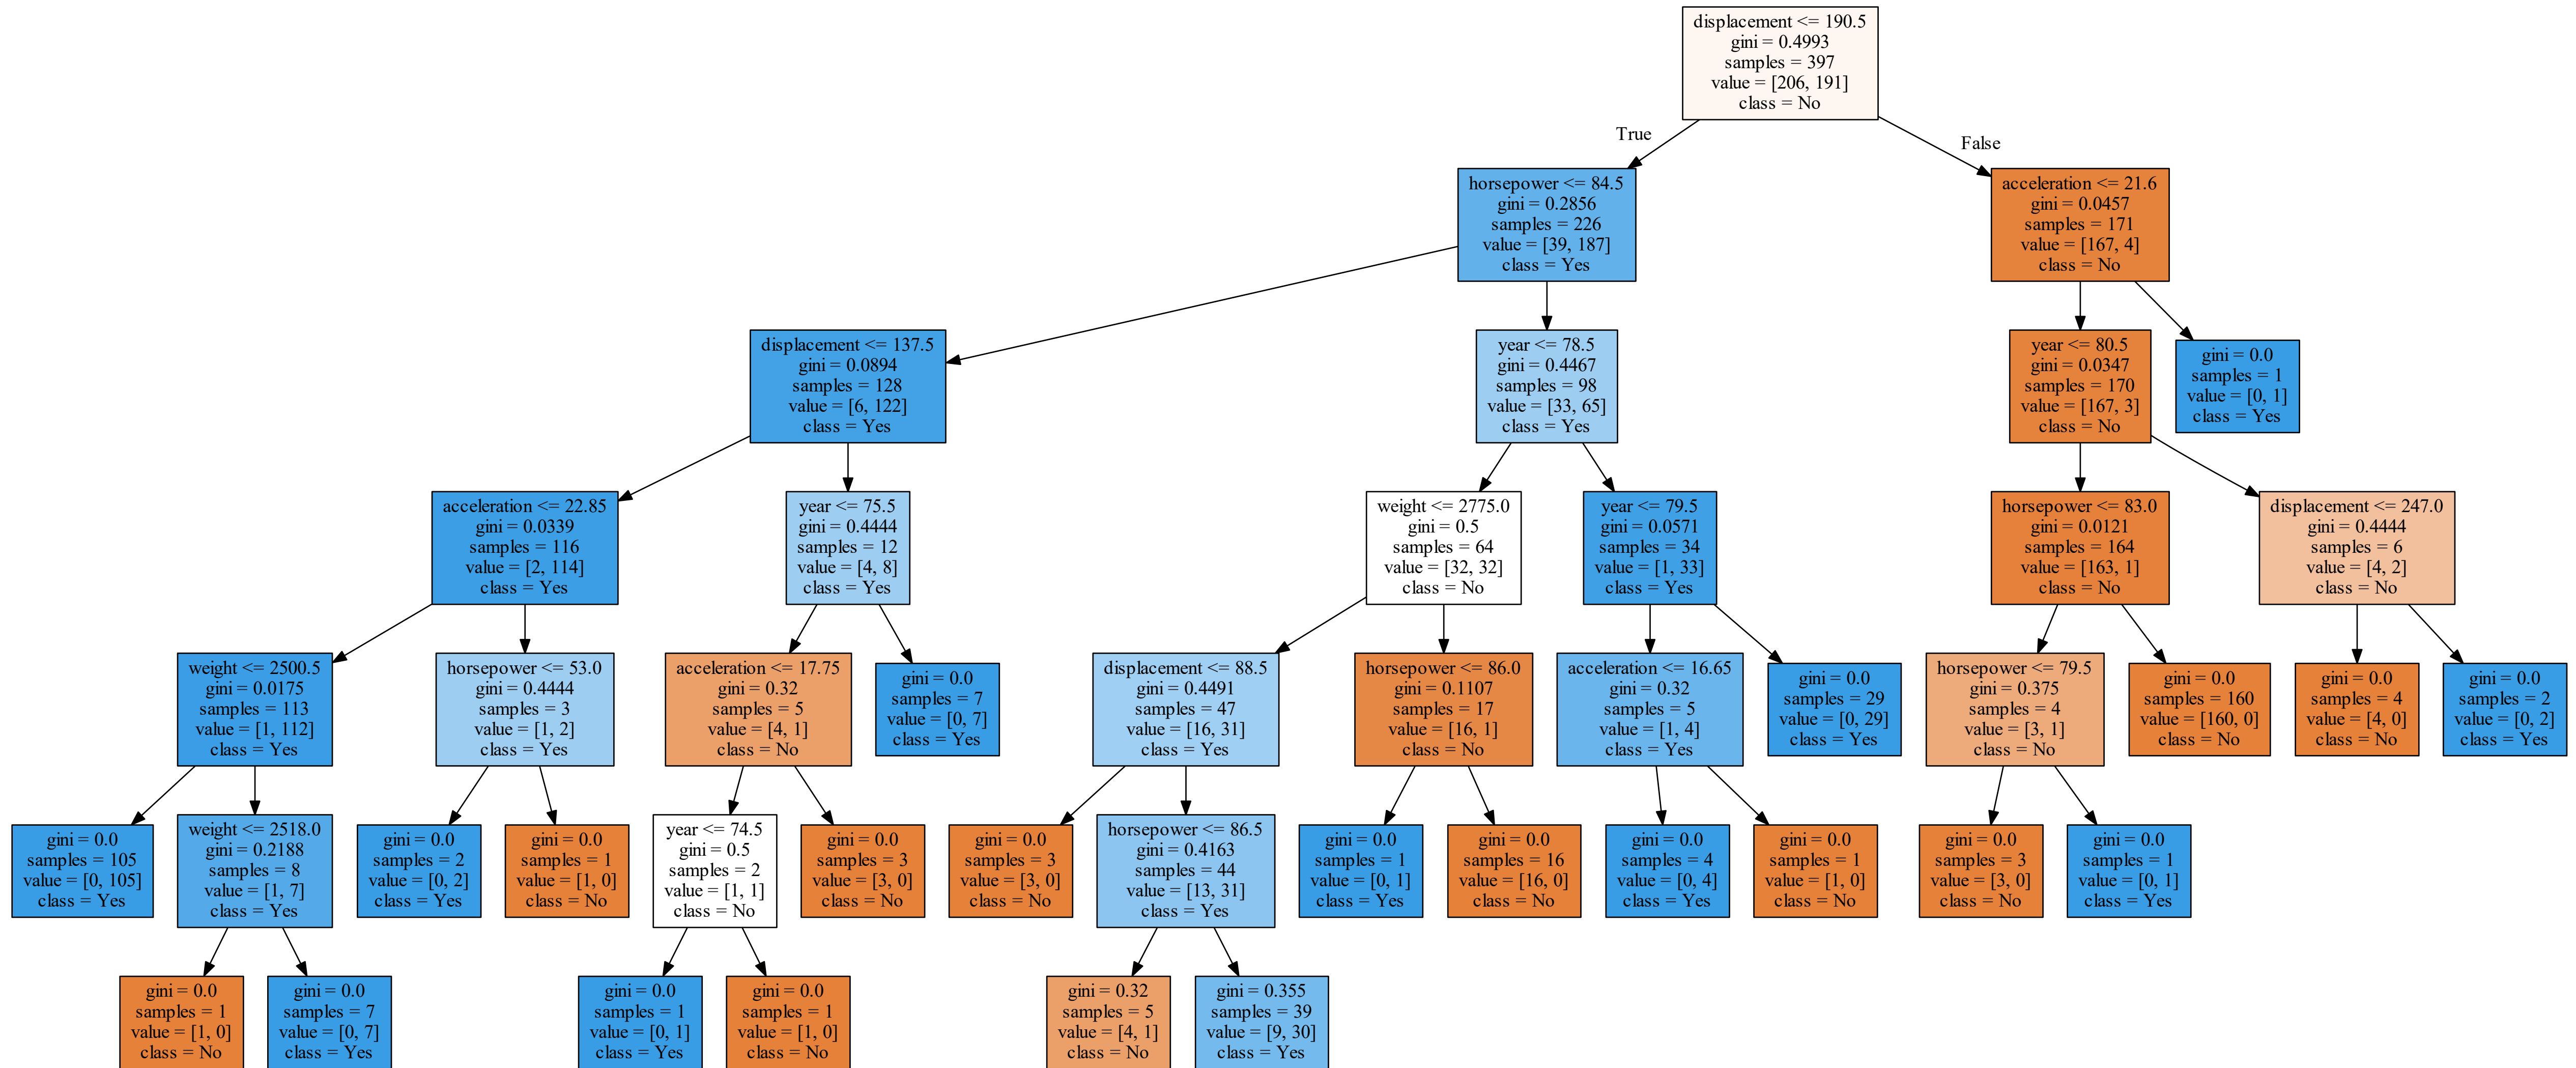 displacement <= 190.5
gini = 0.4993
samples = 397
value = [206, 191]
class = No
True
False
horsepower <= 84.5
gini = 0.2856
samples = 226
value = [39, 187]
class = Yes
acceleration <= 21.6
gini = 0.0457
samples = 171
value = [167, 4]
class = No
displacement <= 137.5
gini = 0.0894
samples = 128
value = [6, 122]
class = Yes
year <= 78.5
gini = 0.4467
samples = 98
value = [33, 65]
class = Yes
year <= 80.5
gini = 0.0347
samples = 170
value = [167, 3]
class = No
gini = 0.0
samples = 1
value = [0, 1]
class = Yes
acceleration <= 22.85
gini = 0.0339
samples = 116
value = [2, 114]
class = Yes
year <= 75.5
gini = 0.4444
samples = 12
value = [4, 8]
class = Yes
weight <= 2775.0
gini = 0.5
samples = 64
value = [32, 32]
class = No
year <= 79.5
gini = 0.0571
samples = 34
value = [1, 33]
class = Yes
horsepower <= 83.0
gini = 0.0121
samples = 164
value = [163, 1]
class = No
displacement <= 247.0
gini = 0.4444
samples = 6
value = [4, 2]
class = No
weight <= 2500.5
gini = 0.0175
samples = 113
value = [1, 112]
class = Yes
horsepower <= 53.0
gini = 0.4444
samples = 3
value = [1, 2]
class = Yes
acceleration <= 17.75
gini = 0.32
samples = 5
value = [4, 1]
class = No
gini = 0.0
samples = 7
value = [0, 7]
class = Yes
displacement <= 88.5
gini = 0.4491
samples = 47
value = [16, 31]
class = Yes
horsepower <= 86.0
gini = 0.1107
samples = 17
value = [16, 1]
class = No
acceleration <= 16.65
gini = 0.32
samples = 5
value = [1, 4]
class = Yes
gini = 0.0
samples = 29
value = [0, 29]
class = Yes
horsepower <= 79.5
gini = 0.375
samples = 4
value = [3, 1]
class = No
gini = 0.0
samples = 160
value = [160, 0]
class = No
gini = 0.0
samples = 4
value = [4, 0]
class = No
gini = 0.0
samples = 2
value = [0, 2]
class = Yes
gini = 0.0
samples = 105
value = [0, 105]
class = Yes
weight <= 2518.0
gini = 0.2188
samples = 8
value = [1, 7]
class = Yes
gini = 0.0
samples = 2
value = [0, 2]
class = Yes
gini = 0.0
samples = 1
value = [1, 0]
class = No
year <= 74.5
gini = 0.5
samples = 2
value = [1, 1]
class = No
gini = 0.0
samples = 3
value = [3, 0]
class = No
gini = 0.0
samples = 3
value = [3, 0]
class = No
horsepower <= 86.5
gini = 0.4163
samples = 44
value = [13, 31]
class = Yes
gini = 0.0
samples = 1
value = [0, 1]
class = Yes
gini = 0.0
samples = 16
value = [16, 0]
class = No
gini = 0.0
samples = 4
value = [0, 4]
class = Yes
gini = 0.0
samples = 1
value = [1, 0]
class = No
gini = 0.0
samples = 3
value = [3, 0]
class = No
gini = 0.0
samples = 1
value = [0, 1]
class = Yes
gini = 0.0
samples = 1
value = [1, 0]
class = No
gini = 0.0
samples = 7
value = [0, 7]
class = Yes
gini = 0.0
samples = 1
value = [0, 1]
class = Yes
gini = 0.0
samples = 1
value = [1, 0]
class = No
gini = 0.32
samples = 5
value = [4, 1]
class = No
gini = 0.355
samples = 39
value = [9, 30]
class = Yes